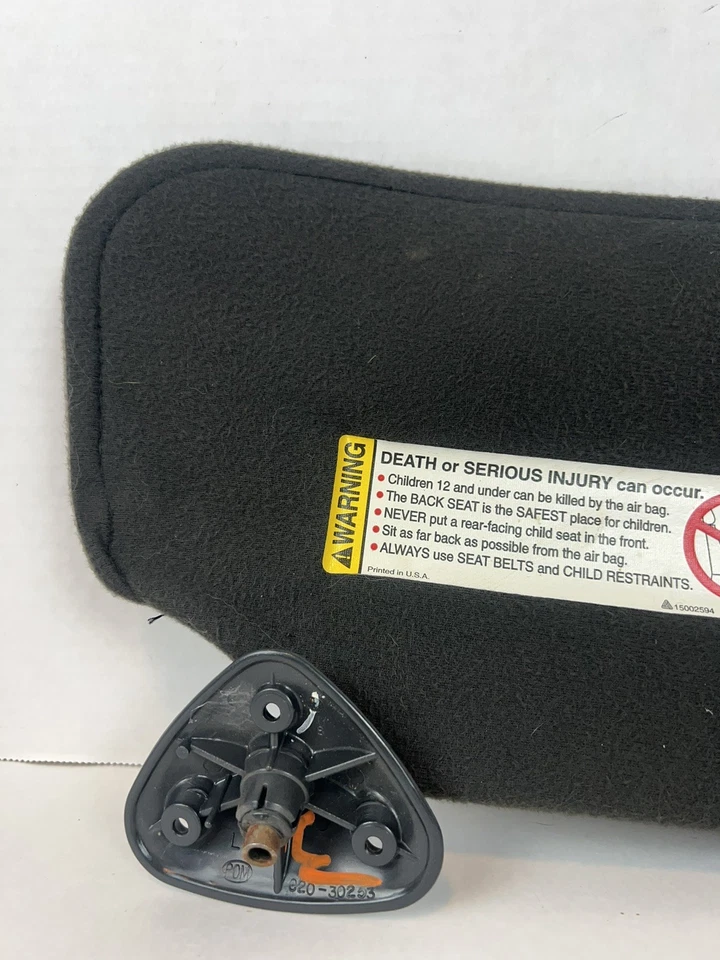 WARNING
DEATH or SERIOUS INJURY can occur.
• Children 12 and under can be killed by the air bag.
• The BACK SEAT is the SAFEST place for children.
• NEVER put a rear-facing child seat in the front.
• Sit as far back as possible from the air bag.
• ALWAYS use SEAT BELTS and CHILD RESTRAINTS.
Printed in U.S.A.
15002594
L
POM